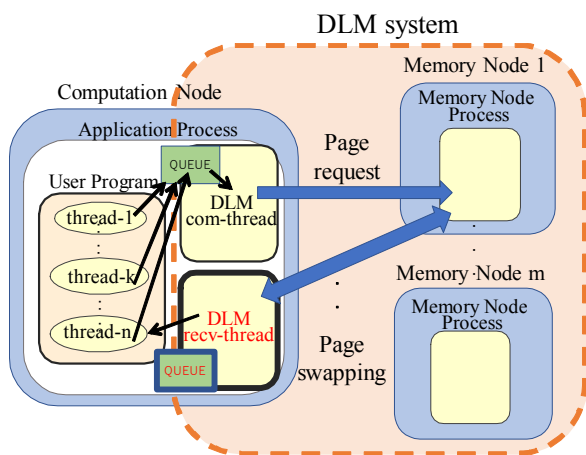 DLM system
Computation Node
Memory Node 1
Application Process
Memory Node
Process
QUEUE
Page
request
User Program
DLM
com-thread
thread-1
thread-k
Memory Node m
thread-n
DLM
recv-thread
Memory Node
Process
Page
swapping
QUEUE